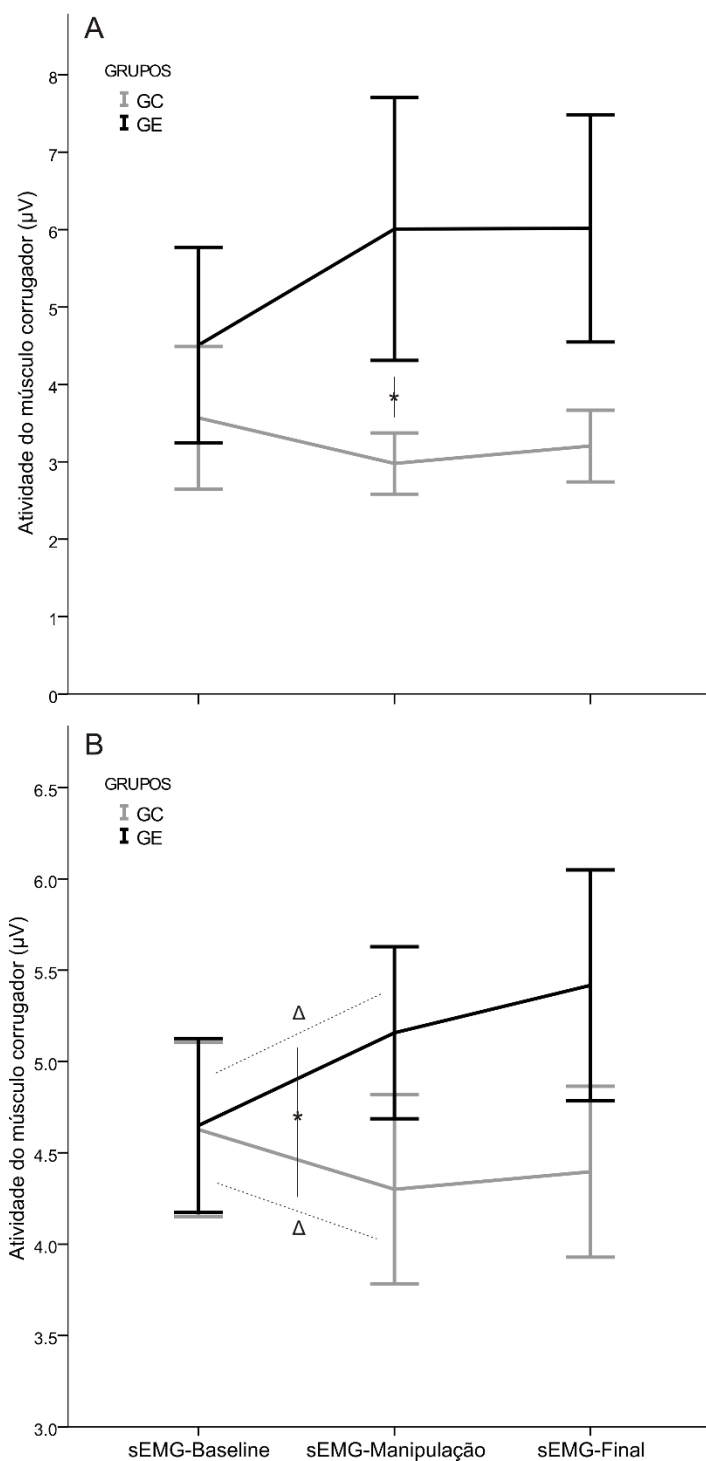 A
GRUPOS
GC
GE
Atividade do músculo corrugador (µV)
8
7
6
5
4
3
2
1
0
*
B
GRUPOS
GC
GE
Atividade do músculo corrugador (µV)
6.5
6.0
5.5
5.0
4.5
4.0
3.5
3.0
Δ
*
Δ
sEMG-Baseline sEMG-Manipulação sEMG-Final